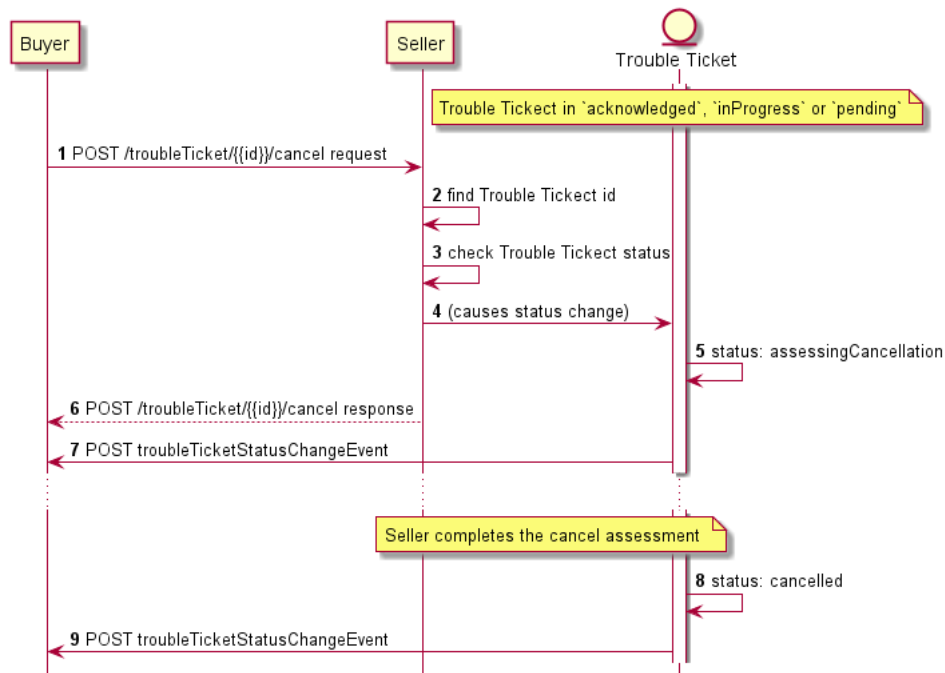 Buyer
Seller
Trouble Ticket
Trouble Tickect in `acknowledged`, `inProgress` or `pending`
1 POST /troubleTicket/{{id}}/cancel request
2 find Trouble Tickect id
3 check Trouble Tickect status
4 (causes status change)
5 status: assessingCancellation
6 POST /troubleTicket/{{id}}/cancel response
7 POST troubleTicketStatusChangeEvent
Seller completes the cancel assessment
8 status: cancelled
9 POST troubleTicketStatusChangeEvent